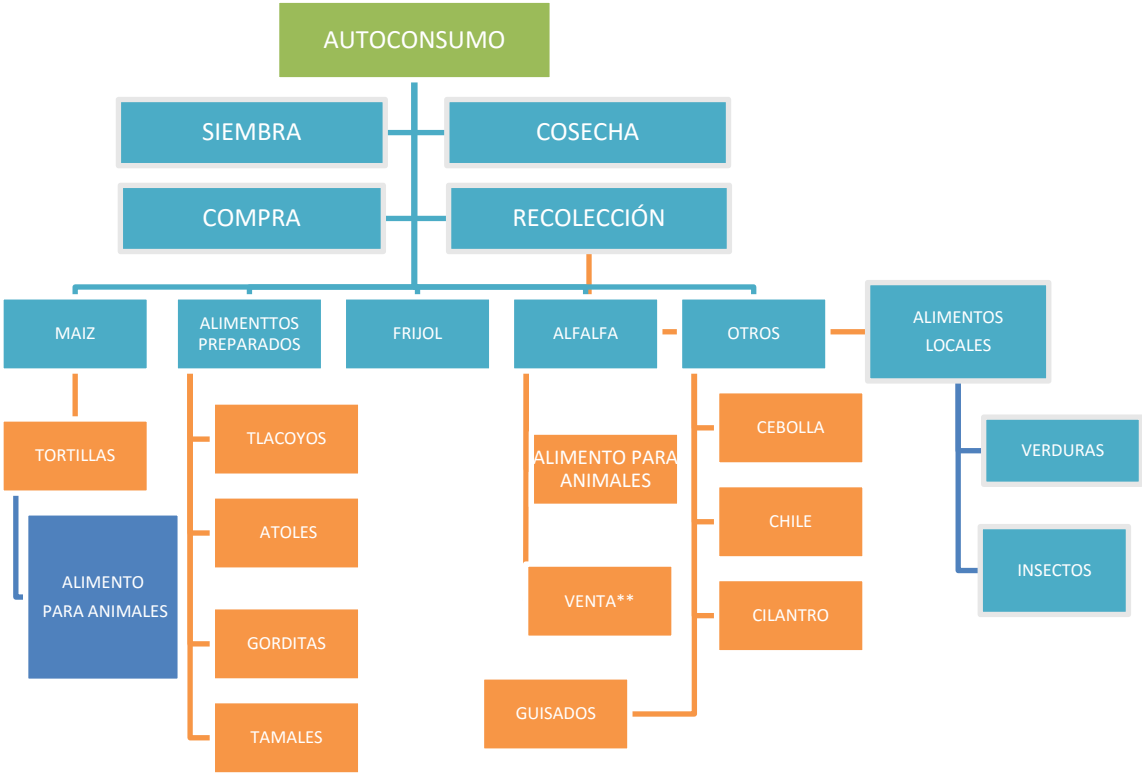 AUTOCONSUMO
SIEMBRA
COSECHA
COMPRA
RECOLECCIÓN
MAIZ
ALIMENTTOS
PREPARADOS
FRIJOL
ALFALFA
OTROS
ALIMENTOS
LOCALES
TORTILLAS
ALIMENTO
PARA ANIMALES
TLACOYOS
ATOLES
GORDITAS
TAMALES
ALIMENTO PARA
ANIMALES
VENTA**
CEBOLLA
CHILE
CILANTRO
GUISADOS
VERDURAS
INSECTOS